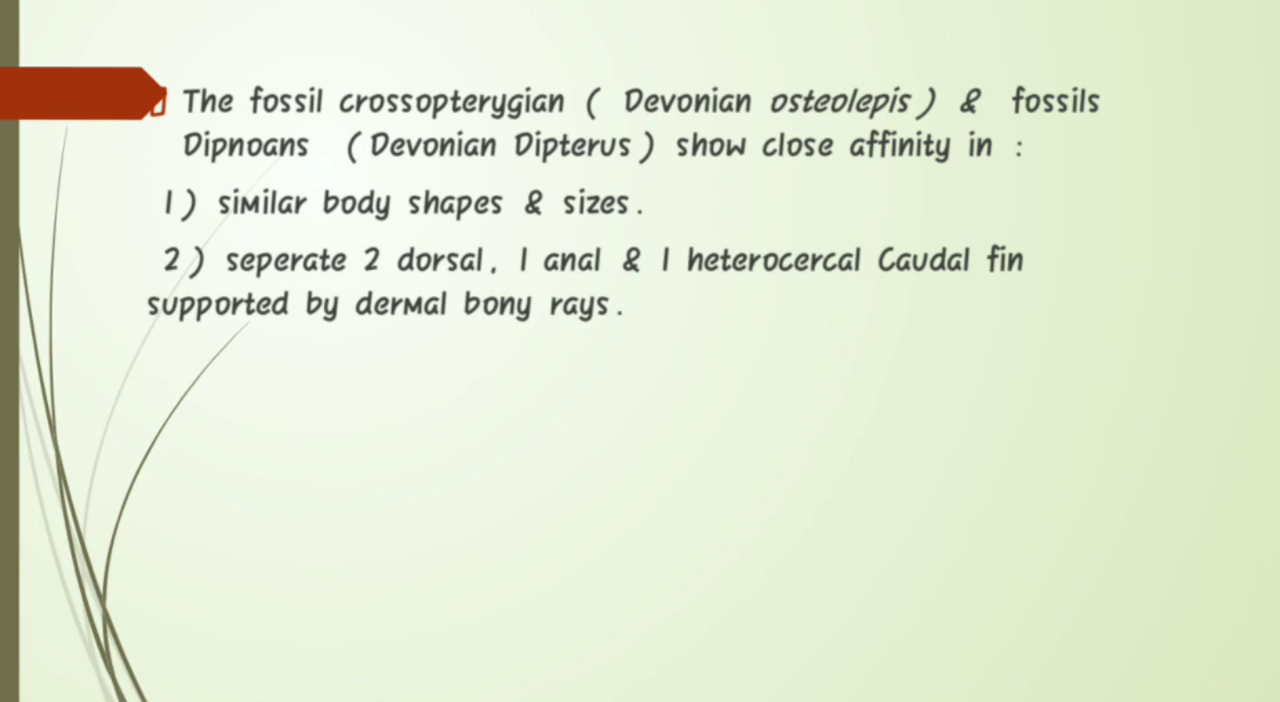 The fossil crossopterygian ( Devonian osteolepis ) & fossils
Dipnoans ( Devonian Dipterus ) show close affinity in :
1 ) similar body shapes & sizes .
2 ) seperate 2 dorsal , 1 anal & 1 heterocercal Caudal fin
supported by dermal bony rays .